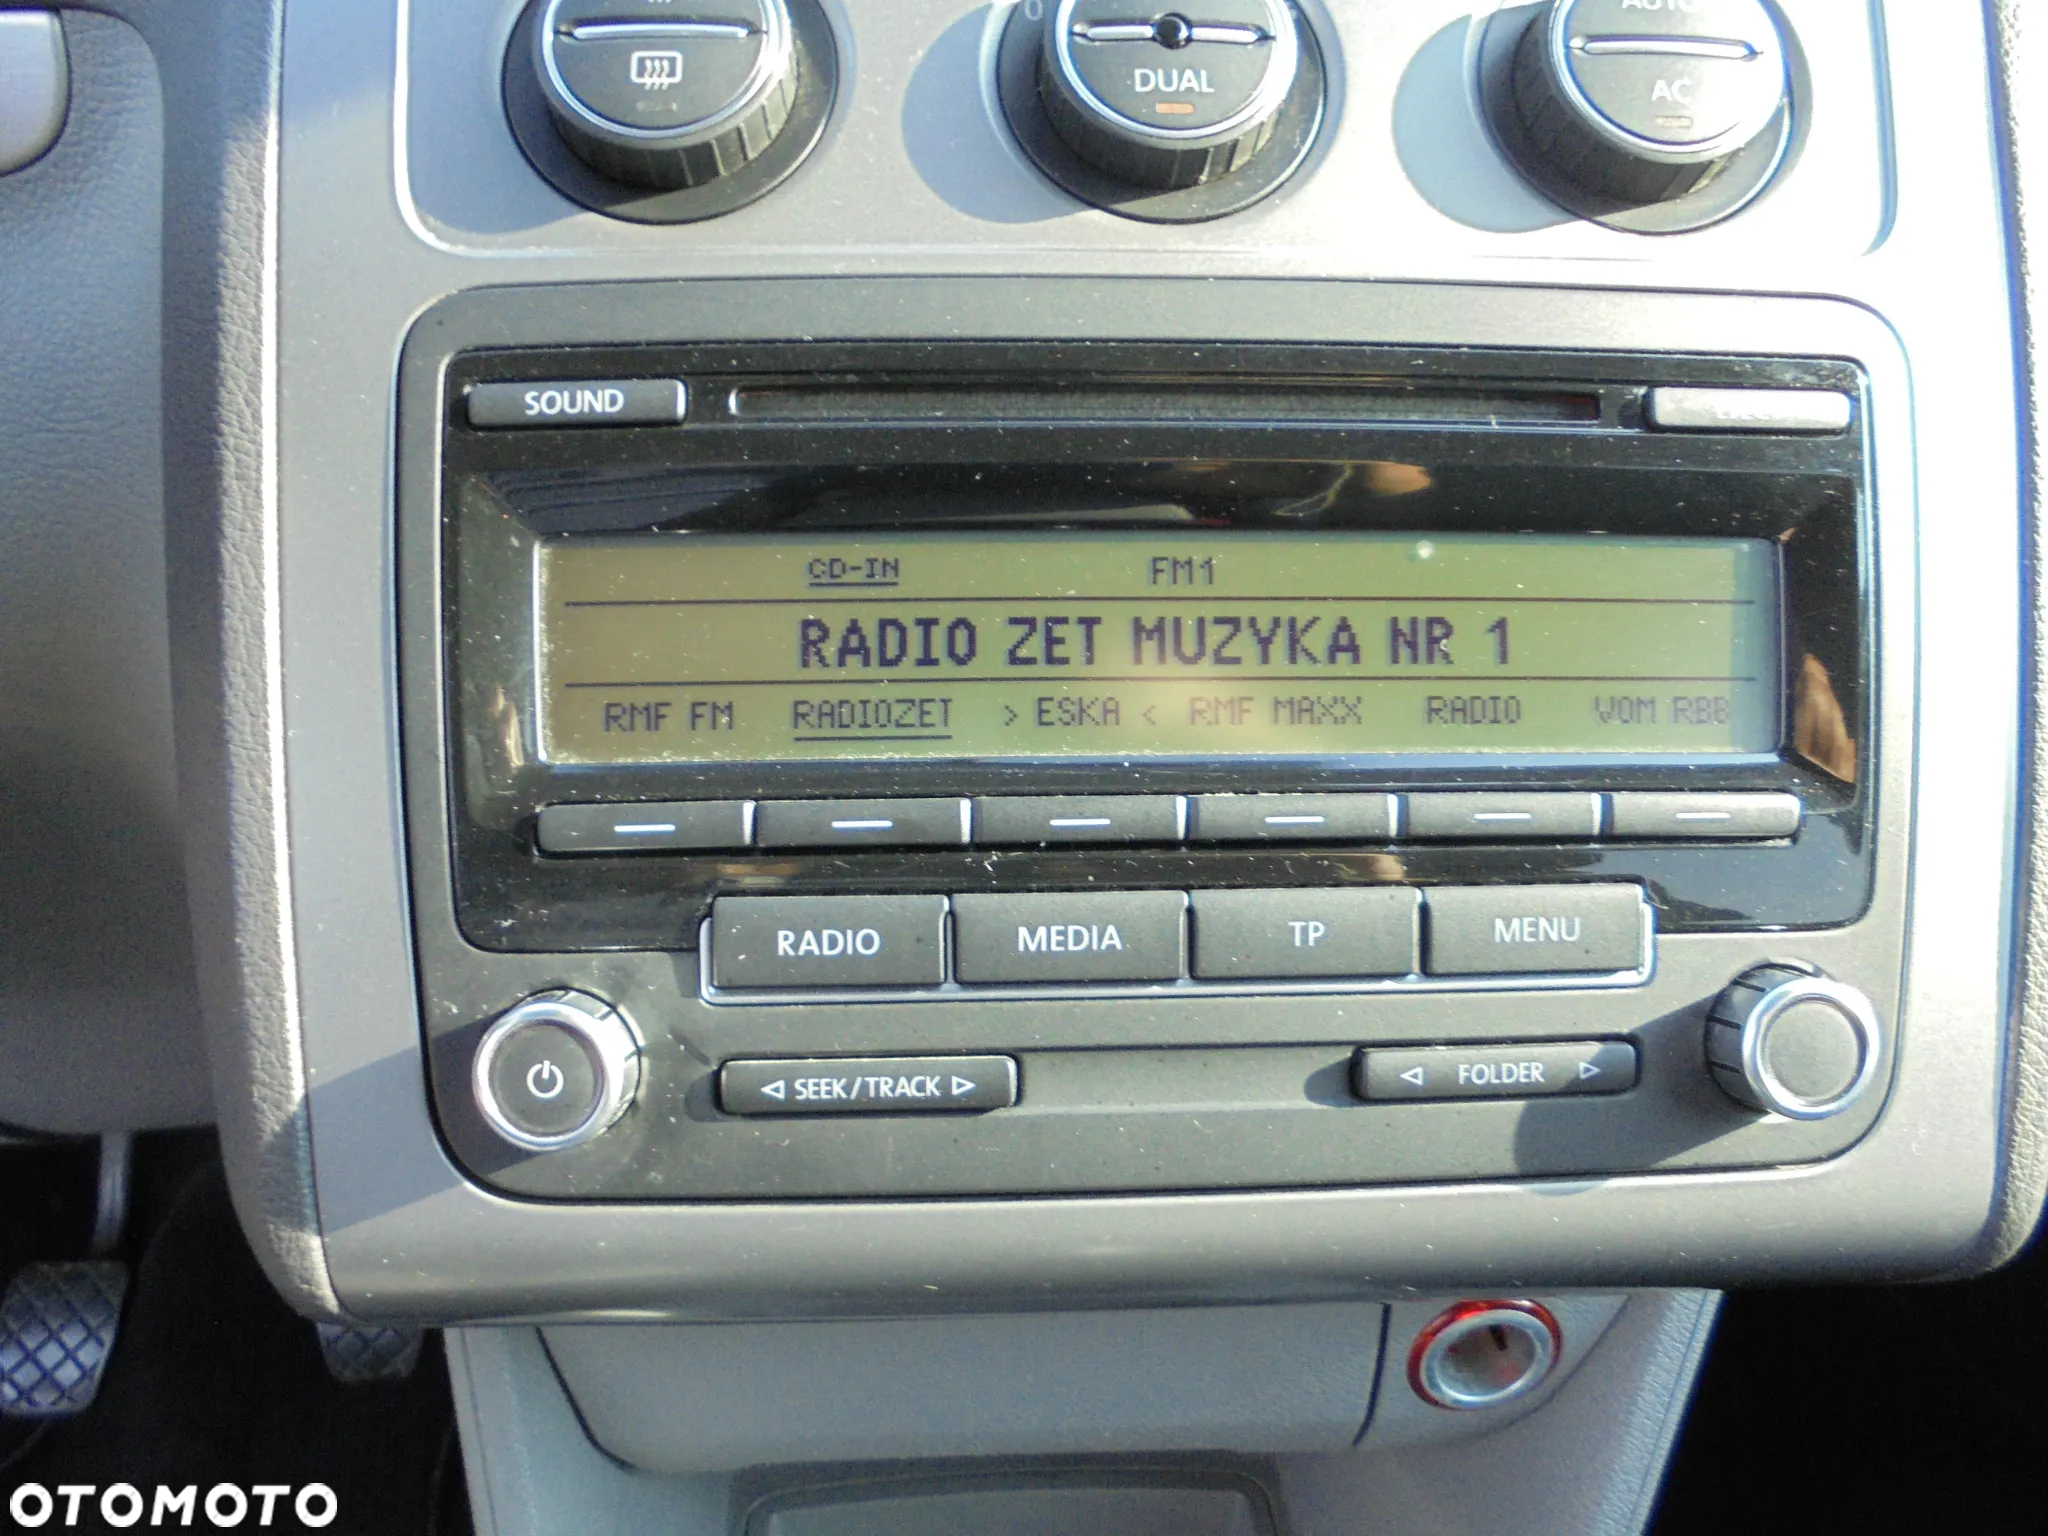 AUTO
DUAL
AC
SOUND
CD-IN FM1
RADIO ZET MUZYKA NR 1
RMF FM RADIOZET > ESKA < RMF MAXX RADIO VOM RBB
RADIO MEDIA TP MENU
SEEK/TRACK FOLDER
OTOMOTO